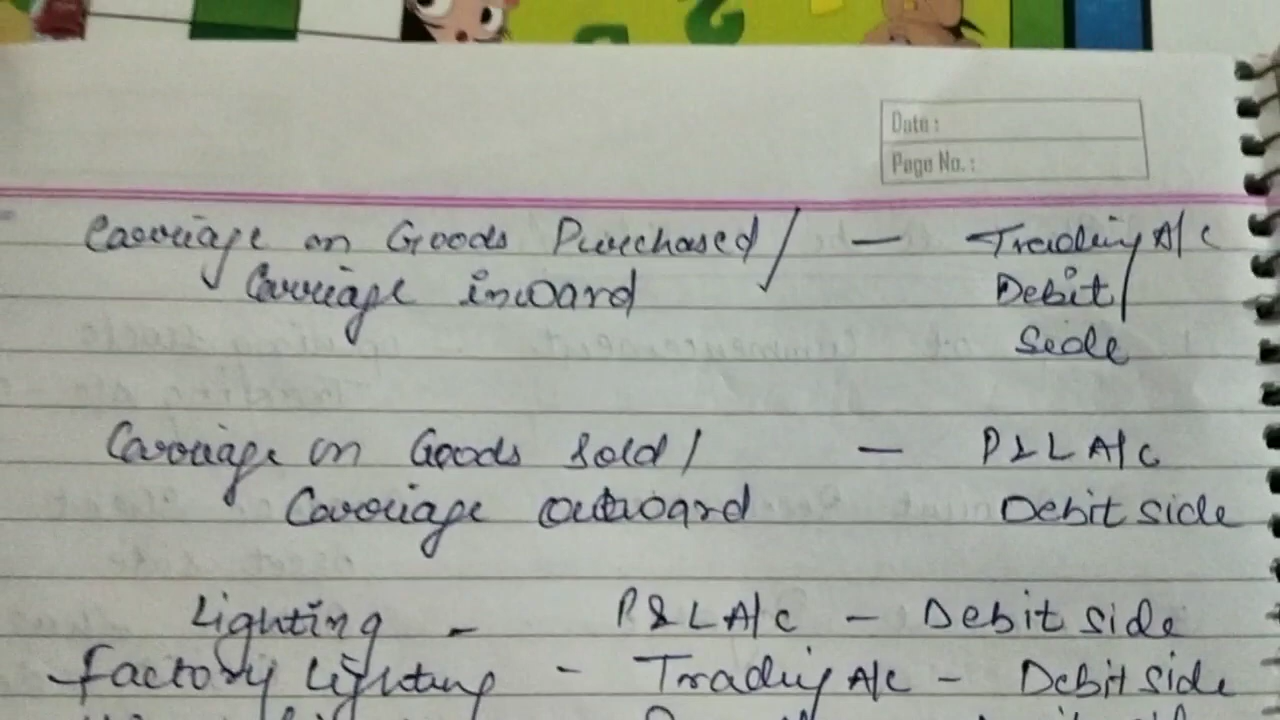 Date :
Page No. :
Carriage on Goods Purchased / — Trading A/c
Carriage inward Debit
Side
Carriage on Goods Sold / — P&L A/c
Carriage outward Debit side
Lighting - P&L A/c - Debit side
factory lighting - Trading A/c - Debit side